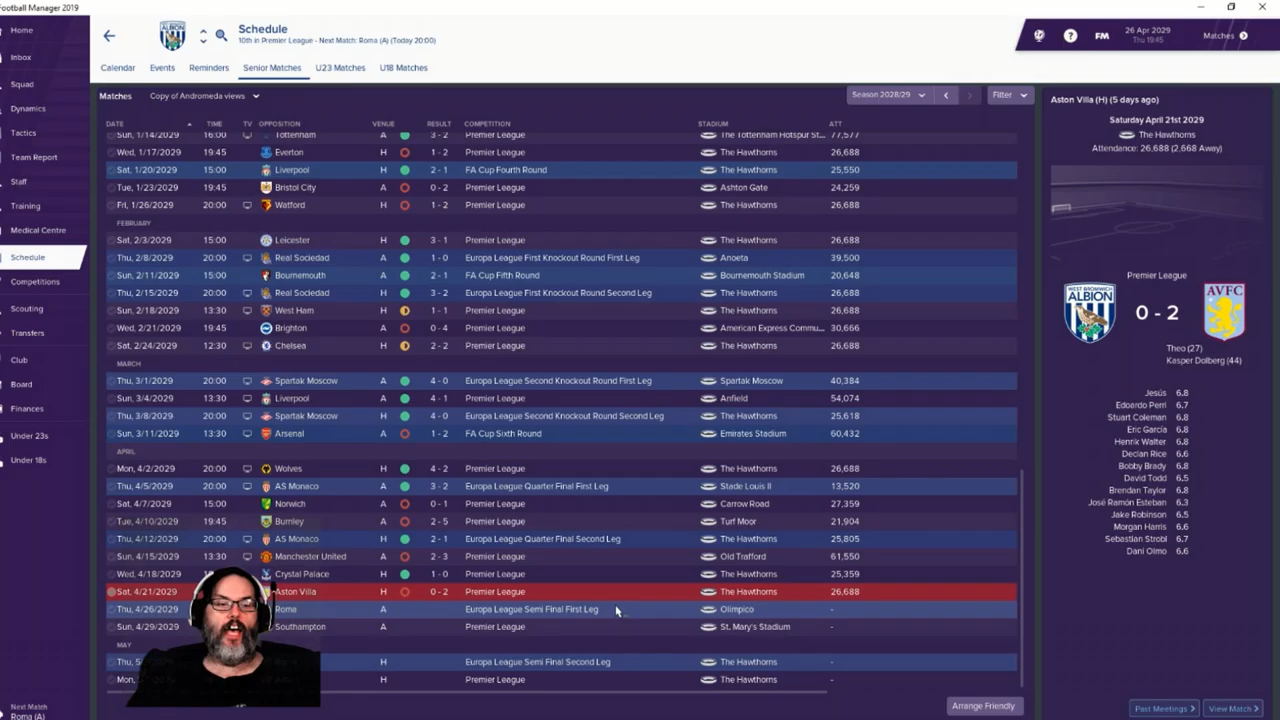 Football Manager 2019
Home
Inbox
Squad
Dynamics
Tactics
Team Report
Staff
Training
Medical Centre
Schedule
Competitions
Scouting
Transfers
Club
Board
Finances
Under 23s
Under 18s
Next Match
Roma (A)
Schedule
10th in Premier League - Next Match: Roma (A) (Today 20:00)
FM
26 Apr 2029
Thu 19:45
Matches
Calendar Events Reminders Senior Matches U23 Matches U18 Matches
Matches Copy of Andromeda views Season 2028/29 Filter
DATE TIME TV OPPOSITION VENUE RESULT COMPETITION STADIUM ATT
Sun, 1/14/2029 16:00 Tottenham A 3 - 2 Premier League The Tottenham Hotspur St... 77,577
Wed, 1/17/2029 19:45 Everton H 1 - 2 Premier League The Hawthorns 26,688
Sat, 1/20/2029 15:00 Liverpool H 2 - 1 FA Cup Fourth Round The Hawthorns 25,550
Tue, 1/23/2029 19:45 Bristol City A 0 - 2 Premier League Ashton Gate 24,259
Fri, 1/26/2029 20:00 Watford H 1 - 2 Premier League The Hawthorns 26,688
FEBRUARY
Sat, 2/3/2029 15:00 Leicester H 3 - 1 Premier League The Hawthorns 26,688
Thu, 2/8/2029 20:00 Real Sociedad A 1 - 0 Europa League First Knockout Round First Leg Anoeta 39,500
Sun, 2/11/2029 15:00 Bournemouth A 2 - 1 FA Cup Fifth Round Bournemouth Stadium 20,648
Thu, 2/15/2029 20:00 Real Sociedad H 3 - 2 Europa League First Knockout Round Second Leg The Hawthorns 26,688
Sun, 2/18/2029 13:30 West Ham H 1 - 1 Premier League The Hawthorns 26,688
Wed, 2/21/2029 19:45 Brighton A 0 - 4 Premier League American Express Commu... 30,666
Sat, 2/24/2029 12:30 Chelsea H 2 - 2 Premier League The Hawthorns 26,688
MARCH
Thu, 3/1/2029 20:00 Spartak Moscow A 4 - 0 Europa League Second Knockout Round First Leg Spartak Moscow 40,384
Sun, 3/4/2029 13:30 Liverpool A 4 - 1 Premier League Anfield 54,074
Thu, 3/8/2029 20:00 Spartak Moscow H 4 - 0 Europa League Second Knockout Round Second Leg The Hawthorns 25,618
Sun, 3/11/2029 13:30 Arsenal A 1 - 2 FA Cup Sixth Round Emirates Stadium 60,432
APRIL
Mon, 4/2/2029 20:00 Wolves H 4 - 2 Premier League The Hawthorns 26,688
Thu, 4/5/2029 20:00 AS Monaco A 3 - 2 Europa League Quarter Final First Leg Stade Louis II 13,520
Sat, 4/7/2029 15:00 Norwich A 0 - 1 Premier League Carrow Road 27,359
Tue, 4/10/2029 19:45 Burnley A 2 - 5 Premier League Turf Moor 21,904
Thu, 4/12/2029 20:00 AS Monaco H 2 - 1 Europa League Quarter Final Second Leg The Hawthorns 25,805
Sun, 4/15/2029 13:30 Manchester United A 2 - 3 Premier League Old Trafford 61,550
Wed, 4/18/2029 Crystal Palace H 1 - 0 Premier League The Hawthorns 25,359
Sat, 4/21/2029 Aston Villa H 0 - 2 Premier League The Hawthorns 26,688
Thu, 4/26/2029 Roma A Europa League Semi Final First Leg Olimpico -
Sun, 4/29/2029 Southampton A Premier League St. Mary's Stadium -
MAY
Thu, H Europa League Semi Final Second Leg The Hawthorns -
Mon, H Premier League The Hawthorns -
Arrange Friendly
Aston Villa (H) (5 days ago)
Saturday April 21st 2029
The Hawthorns
Attendance: 26,688 (2,668 Away)
Premier League
WEST BROMWICH
ALBION
0 - 2
AVFC
Theo (27)
Kasper Dolberg (44)
Jesús 6.8
Edoardo Perri 6.7
Stuart Coleman 6.8
Eric García 6.8
Henrik Walter 6.8
Declan Rice 6.6
Bobby Brady 6.8
David Todd 6.5
Brendan Taylor 6.8
José Ramón Esteban 6.3
Jake Robinson 6.5
Morgan Harris 6.6
Sebastian Strobl 6.7
Dani Olmo 6.6
Past Meetings View Match